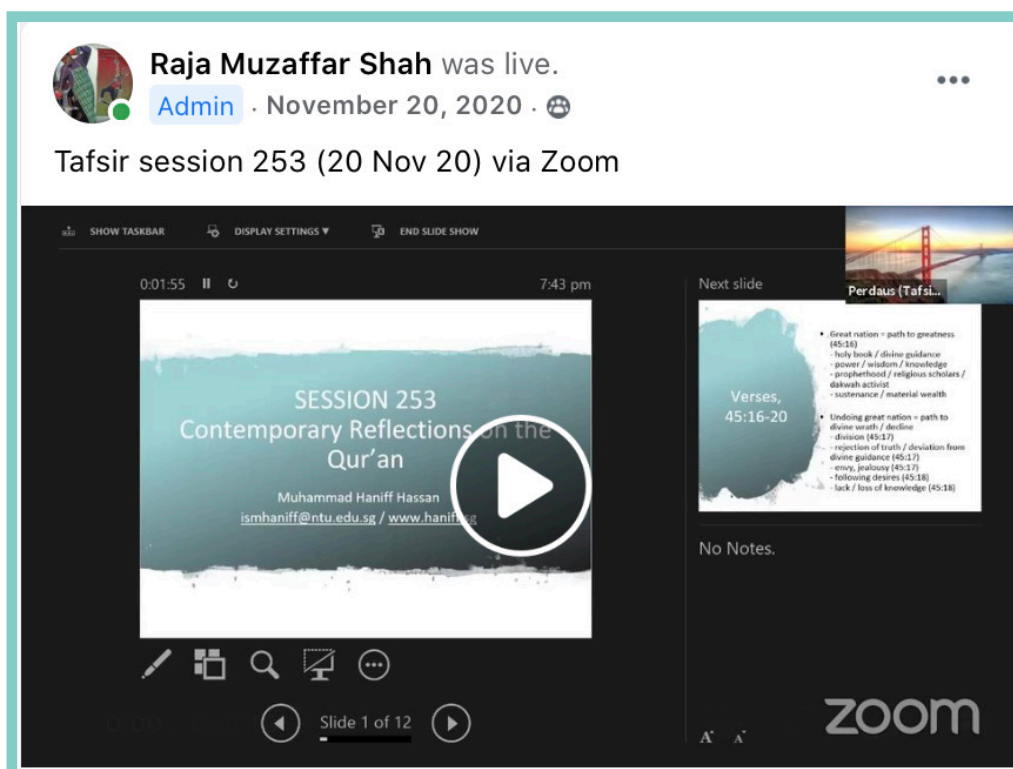 Raja Muzaffar Shah was live.
Admin · November 20, 2020 ·
Tafsir session 253 (20 Nov 20) via Zoom
SHOW TASKBAR DISPLAY SETTINGS ▼ END SLIDE SHOW
0:01:55 7:43 pm
SESSION 253
Contemporary Reflections on the
Qur'an
Muhammad Haniff Hassan
ismhaniff@ntu.edu.sg / www.haniff.sg
Slide 1 of 12
Next slide
Perdaus (Tafsi...
Verses,
45:16-20
• Great nation = path to greatness
(45:16)
- holy book / divine guidance
- power / wisdom / knowledge
- prophethood / religious scholars /
dakwah activist
- sustenance / material wealth
• Undoing great nation = path to
divine wrath / decline
- division (45:17)
- rejection of truth / deviation from
divine guidance (45:17)
- envy, jealousy (45:17)
- following desires (45:18)
- lack / loss of knowledge (45:18)
No Notes.
A A
zoom